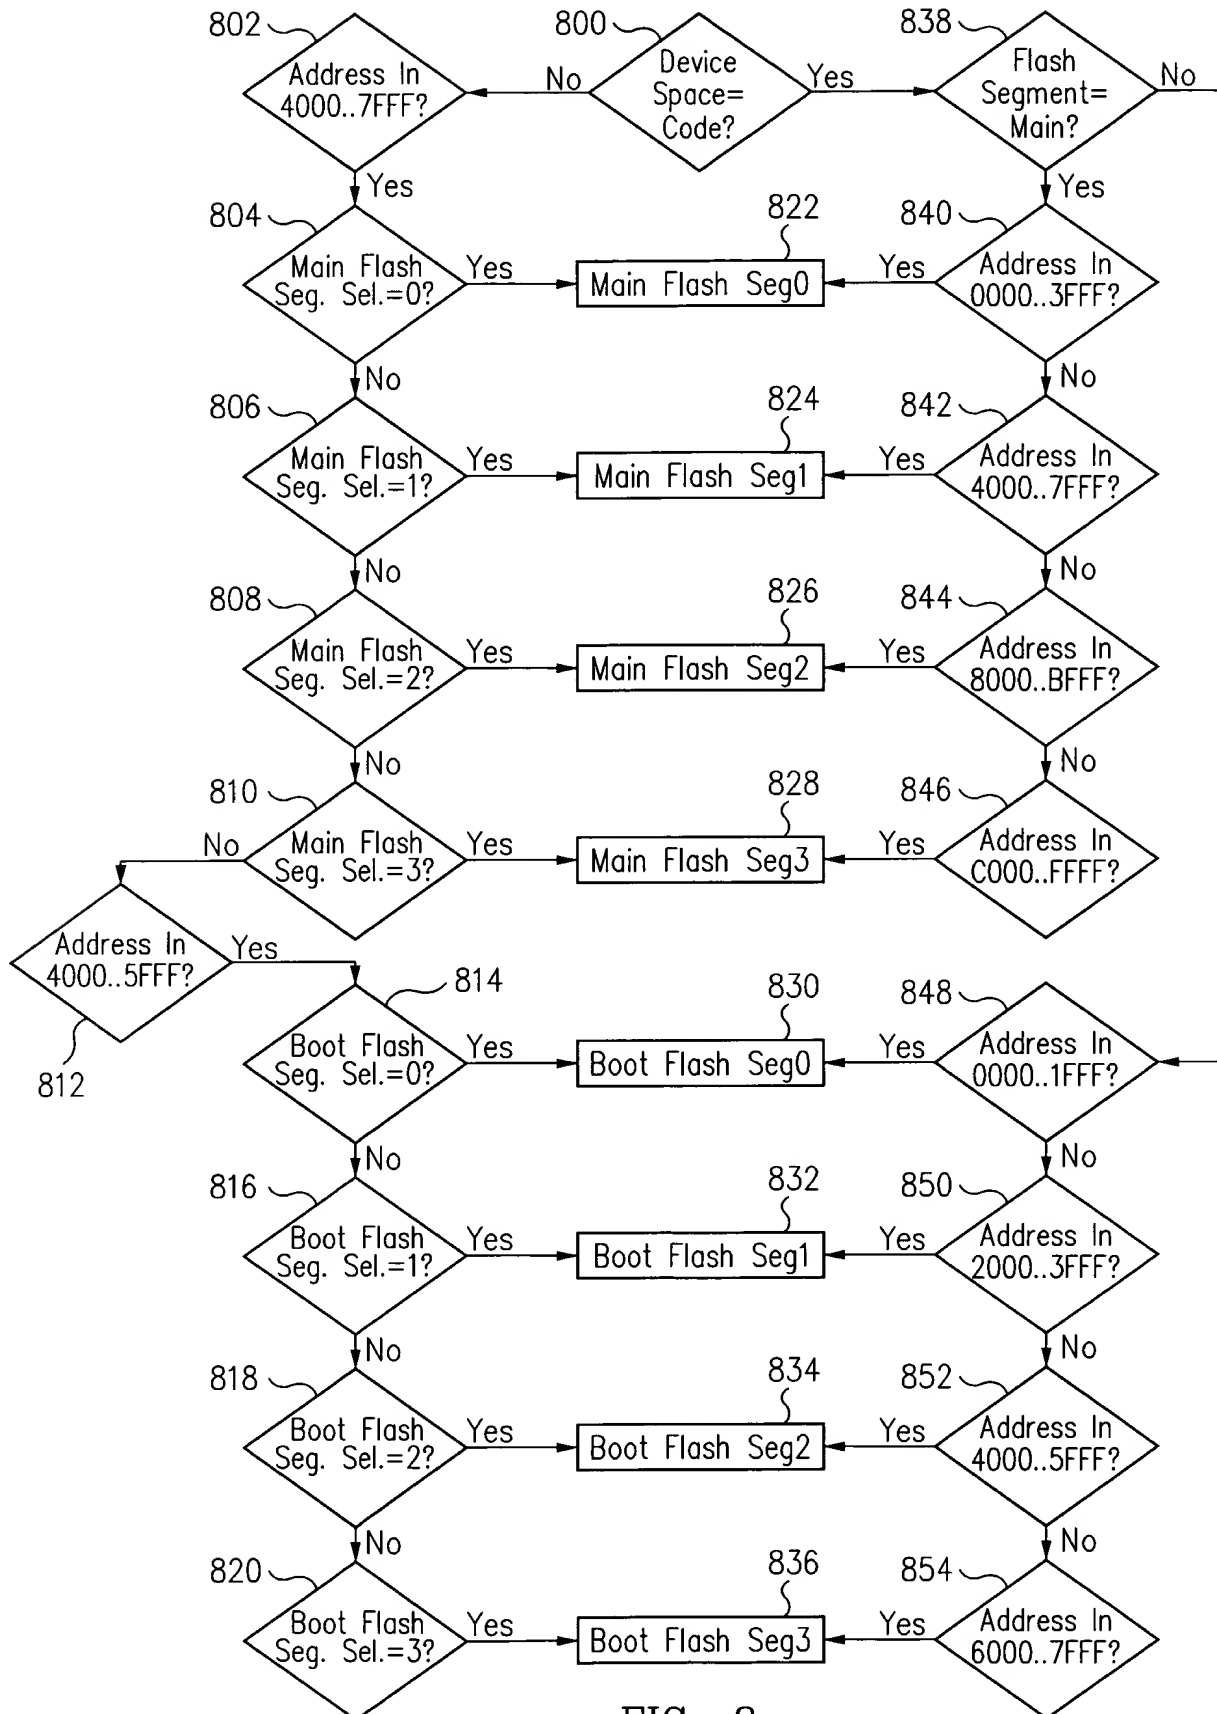 802
800
838
Address In
4000..7FFF?
No
Device
Space=
Code?
Yes
Flash
Segment=
Main?
No
Yes
Yes
804
822
840
Main Flash
Seg. Sel.=0?
Yes
Main Flash Seg0
Yes
Address In
0000..3FFF?
No
No
806
824
842
Main Flash
Seg. Sel.=1?
Yes
Main Flash Seg1
Yes
Address In
4000..7FFF?
No
No
808
826
844
Main Flash
Seg. Sel.=2?
Yes
Main Flash Seg2
Yes
Address In
8000..BFFF?
No
No
810
828
846
No
Main Flash
Seg. Sel.=3?
Yes
Main Flash Seg3
Yes
Address In
C000..FFFF?
Address In
4000..5FFF?
Yes
812
814
830
848
Boot Flash
Seg. Sel.=0?
Yes
Boot Flash Seg0
Yes
Address In
0000..1FFF?
No
No
816
832
850
Boot Flash
Seg. Sel.=1?
Yes
Boot Flash Seg1
Yes
Address In
2000..3FFF?
No
No
818
834
852
Boot Flash
Seg. Sel.=2?
Yes
Boot Flash Seg2
Yes
Address In
4000..5FFF?
No
No
820
836
854
Boot Flash
Seg. Sel.=3?
Yes
Boot Flash Seg3
Yes
Address In
6000..7FFF?